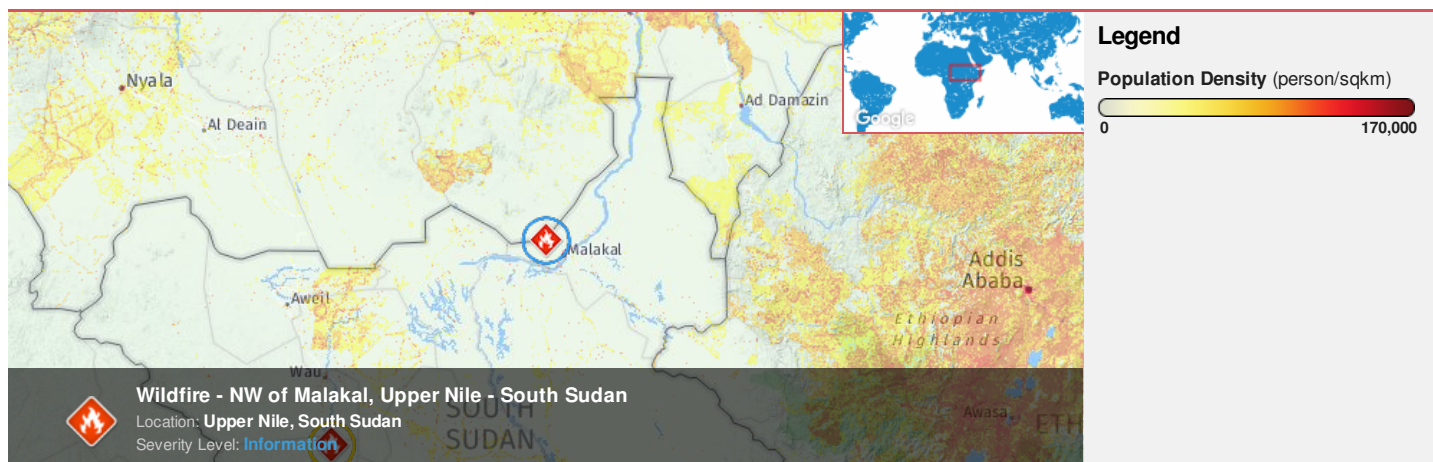 Nyala
Al Deain
Ad Damazin
Google
Malakal
Addis
Ababa
Aweil
Ethiopian
Highlands
Wau
SOUTH
SUDAN
Awasa
ETH
Wildfire - NW of Malakal, Upper Nile - South Sudan
Location: Upper Nile, South Sudan
Severity Level: Information
Legend
Population Density (person/sqkm)
0 170,000